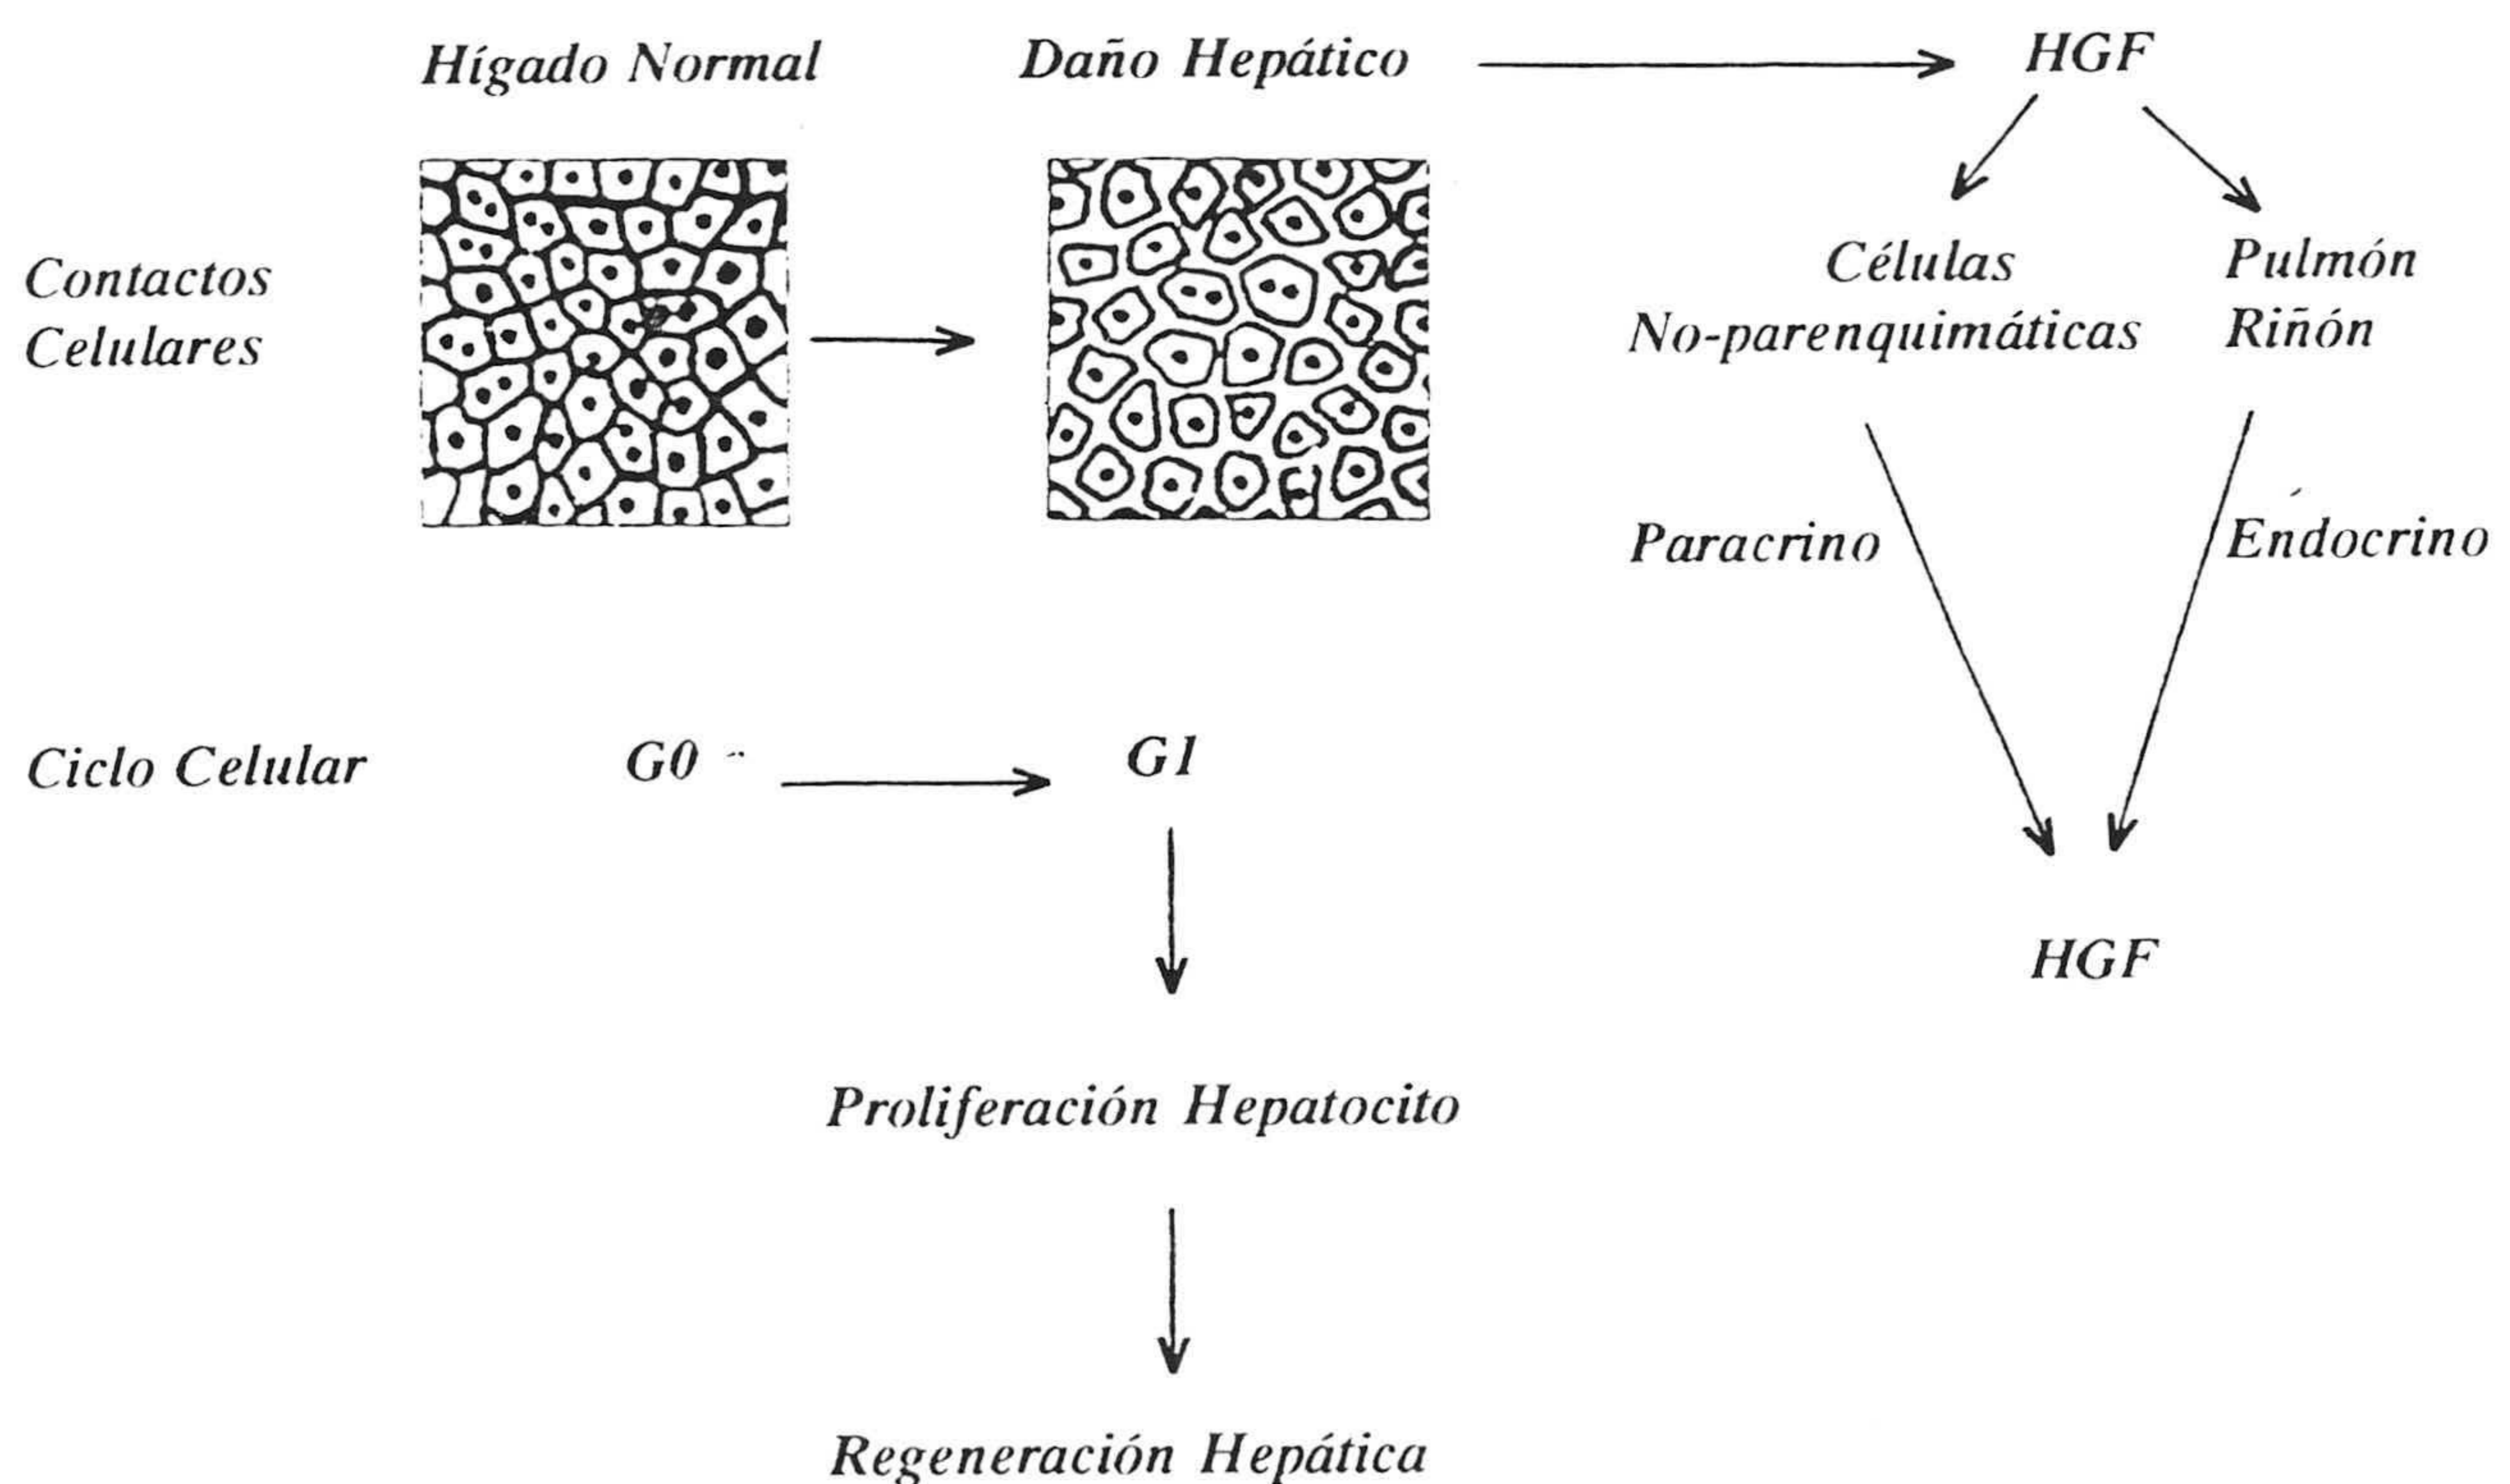 Hígado Normal
Daño Hepático
HGF
Contactos
Celulares
Células
No-parenquimáticas
Pulmón
Riñón
Paracrino
Endocrino
Ciclo Celular
G0
G1
HGF
Proliferación Hepatocito
Regeneración Hepática